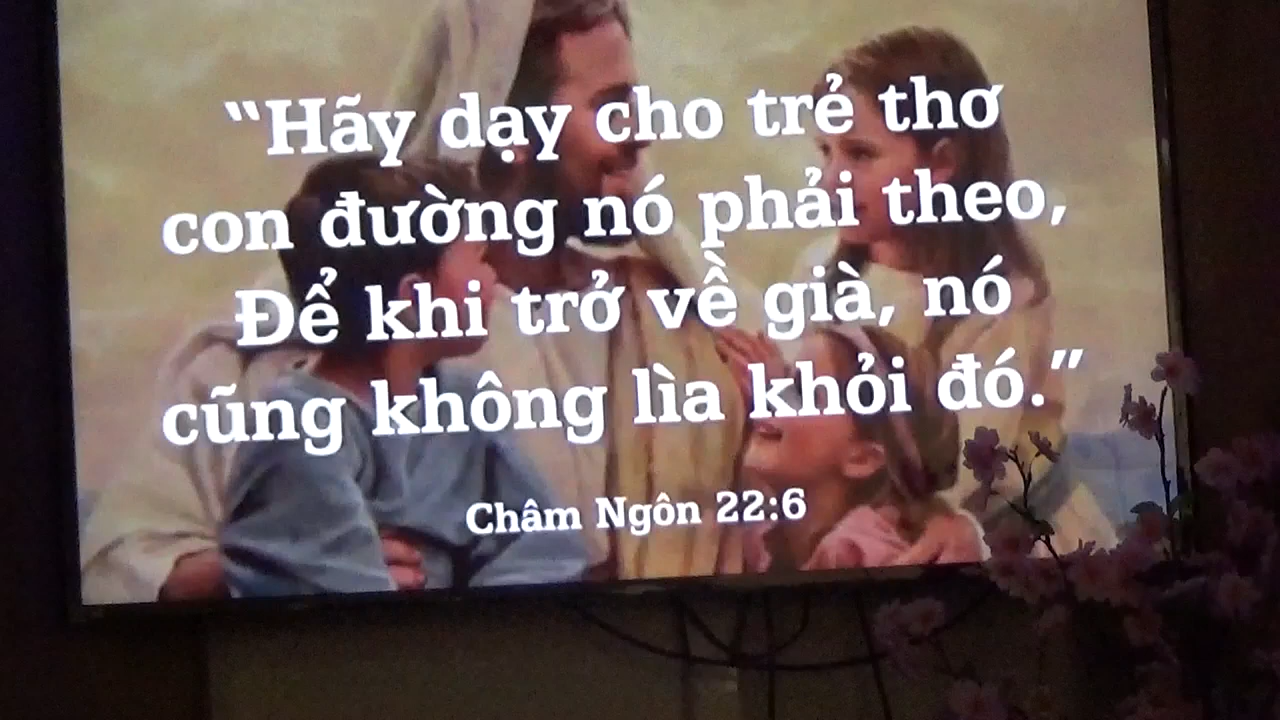 “Hãy dạy cho trẻ thơ
con đường nó phải theo,
Để khi trở về già, nó
cũng không lìa khỏi đó.”
Châm Ngôn 22:6